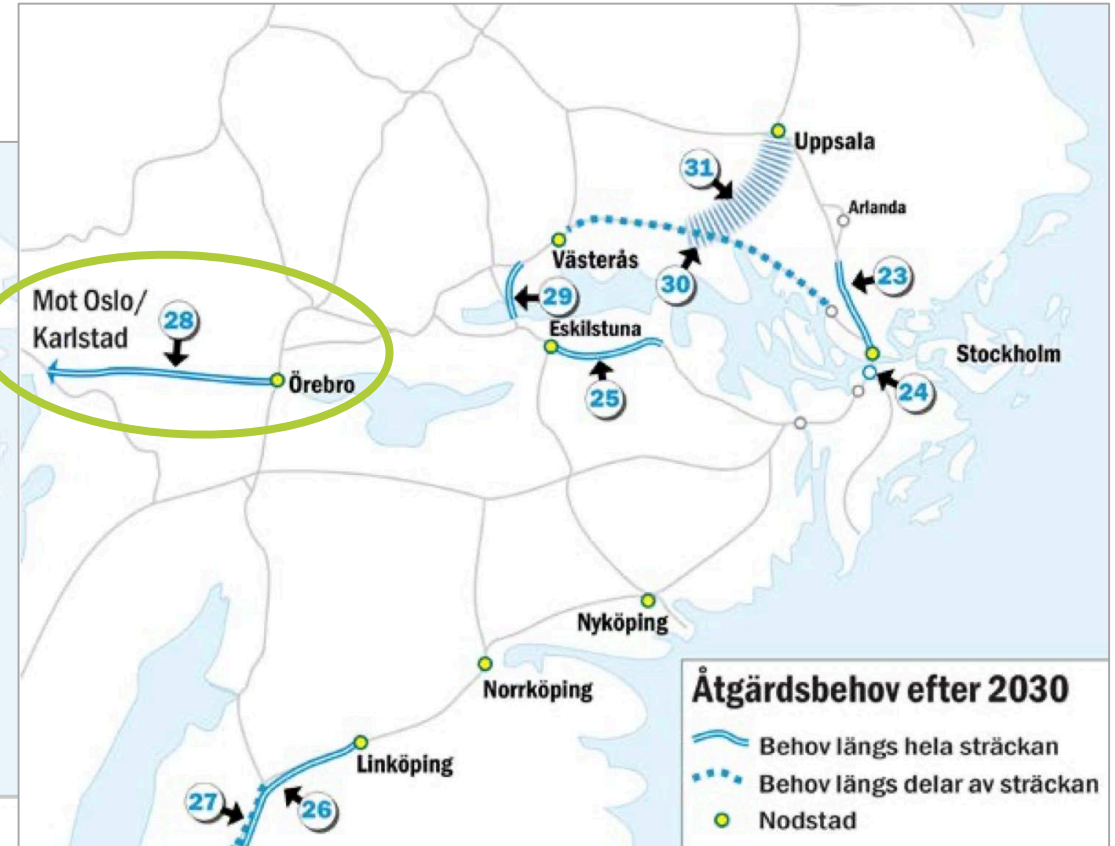 Uppsala
31
Arlanda
Västerås
30
23
Mot Oslo/
Karlstad
28
29
Eskilstuna
Stockholm
Örebro
25
24
Nyköping
Norrköping
Linköping
27
26
Åtgärdsbehov efter 2030
Behov längs hela sträckan
Behov längs delar av sträckan
Nodstad